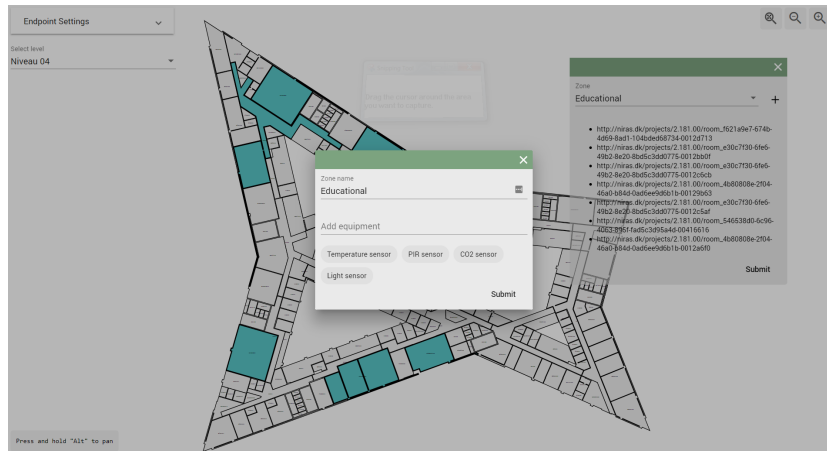 Endpoint Settings
Select level
Niveau 04
Zone
Educational
+
http://niras.dk/projects/2.181.00/room_f621a9e7-674b-
4d69-8ad1-104bded68734-0012d713
http://niras.dk/projects/2.181.00/room_e30c7f30-6fe6-
49b2-8e20-8bd5c3dd0775-0012bb0f
http://niras.dk/projects/2.181.00/room_e30c7f30-6fe6-
49b2-8e20-8bd5c3dd0775-0012c6cb
http://niras.dk/projects/2.181.00/room_4b80808e-2f04-
46a0-b84d-0ad6ee9d6b1b-00129b63
http://niras.dk/projects/2.181.00/room_e30c7f30-6fe6-
49b2-8e20-8bd5c3dd0775-0012c5af
http://niras.dk/projects/2.181.00/room_546538d0-6c96-
http://niras.dk/projects/2.181.00/room_4b80808e-2f04-
46a0-b84d-0ad6ee9d6b1b-0012a6f0
Submit
Zone name
Educational
Add equipment
Temperature sensor
PIR sensor
CO2 sensor
Light sensor
Submit
Press and hold "Alt" to pan